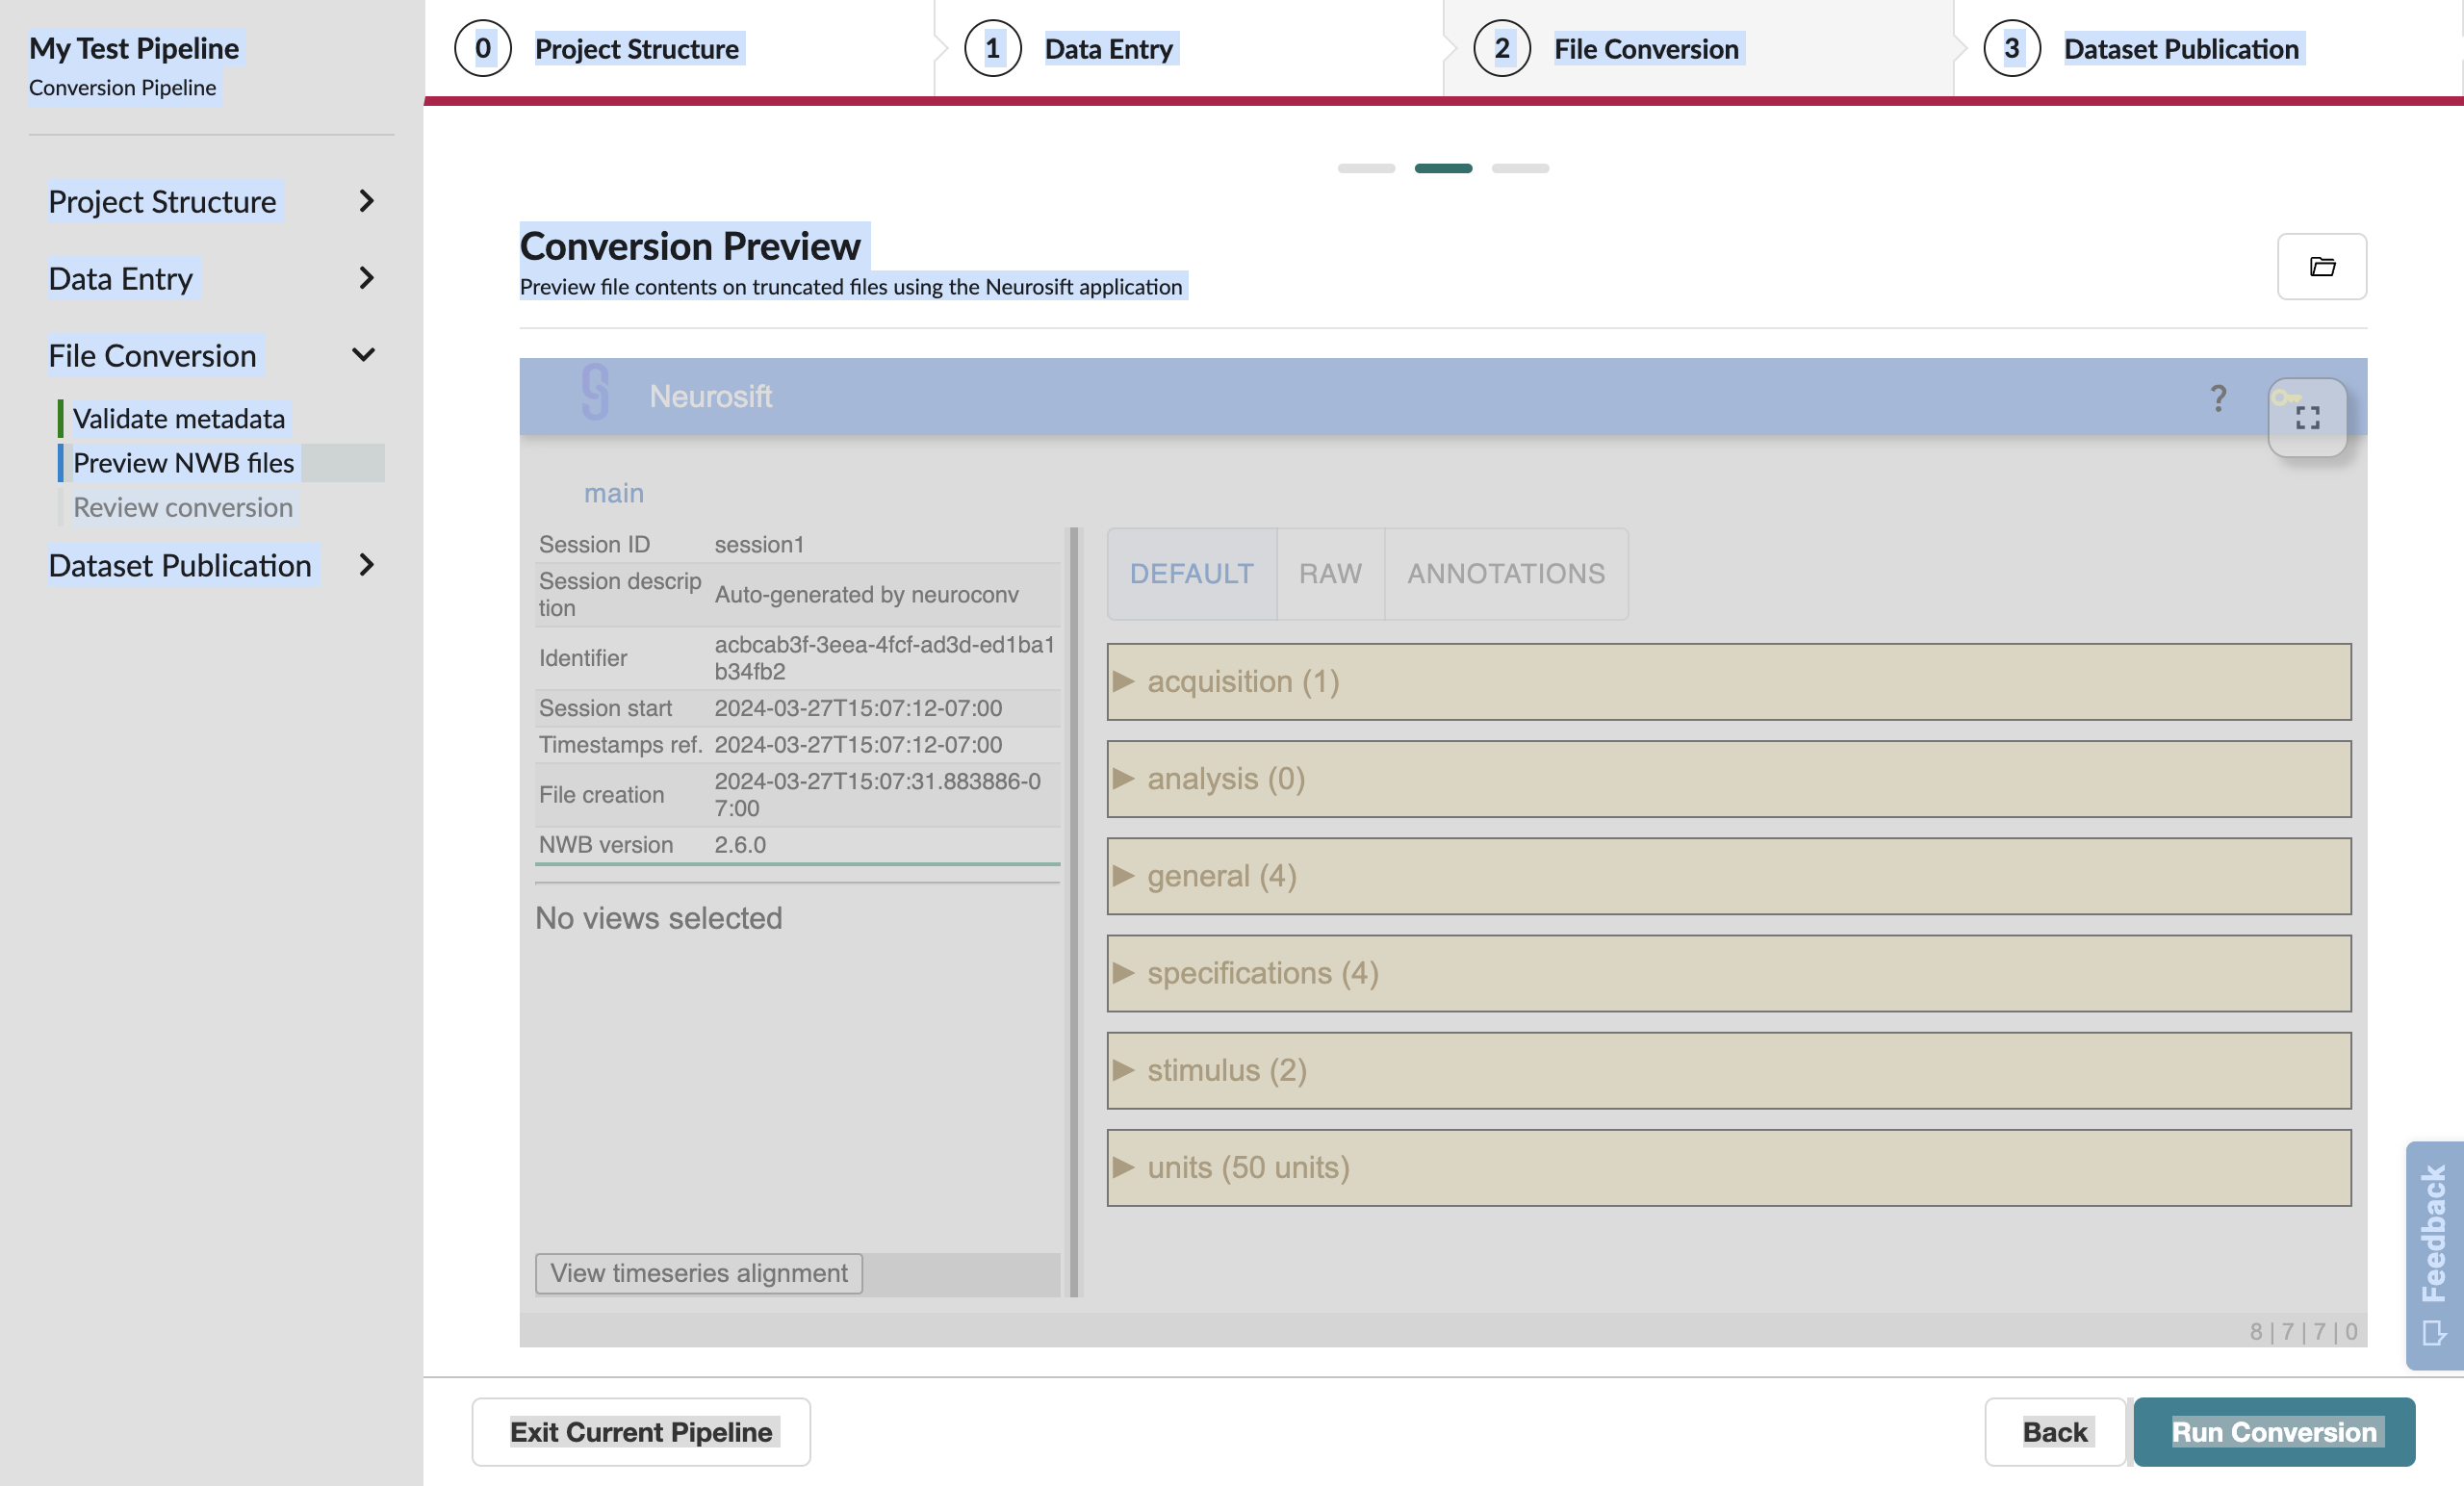 My Test Pipeline
Conversion Pipeline
Project Structure
Data Entry
File Conversion
Validate metadata
Preview NWB files
Review conversion
Dataset Publication
0 Project Structure
1 Data Entry
2 File Conversion
3 Dataset Publication
Conversion Preview
Preview file contents on truncated files using the Neurosift application
Neurosift
?
main
Session ID session1
Session descrip
tion
Auto-generated by neuroconv
Identifier
acbcab3f-3eea-4fcf-ad3d-ed1ba1
b34fb2
Session start 2024-03-27T15:07:12-07:00
Timestamps ref. 2024-03-27T15:07:12-07:00
File creation
2024-03-27T15:07:31.883886-0
7:00
NWB version 2.6.0
No views selected
View timeseries alignment
DEFAULT RAW ANNOTATIONS
acquisition (1)
analysis (0)
general (4)
specifications (4)
stimulus (2)
units (50 units)
8 | 7 | 7 | 0
Feedback
Exit Current Pipeline
Back
Run Conversion